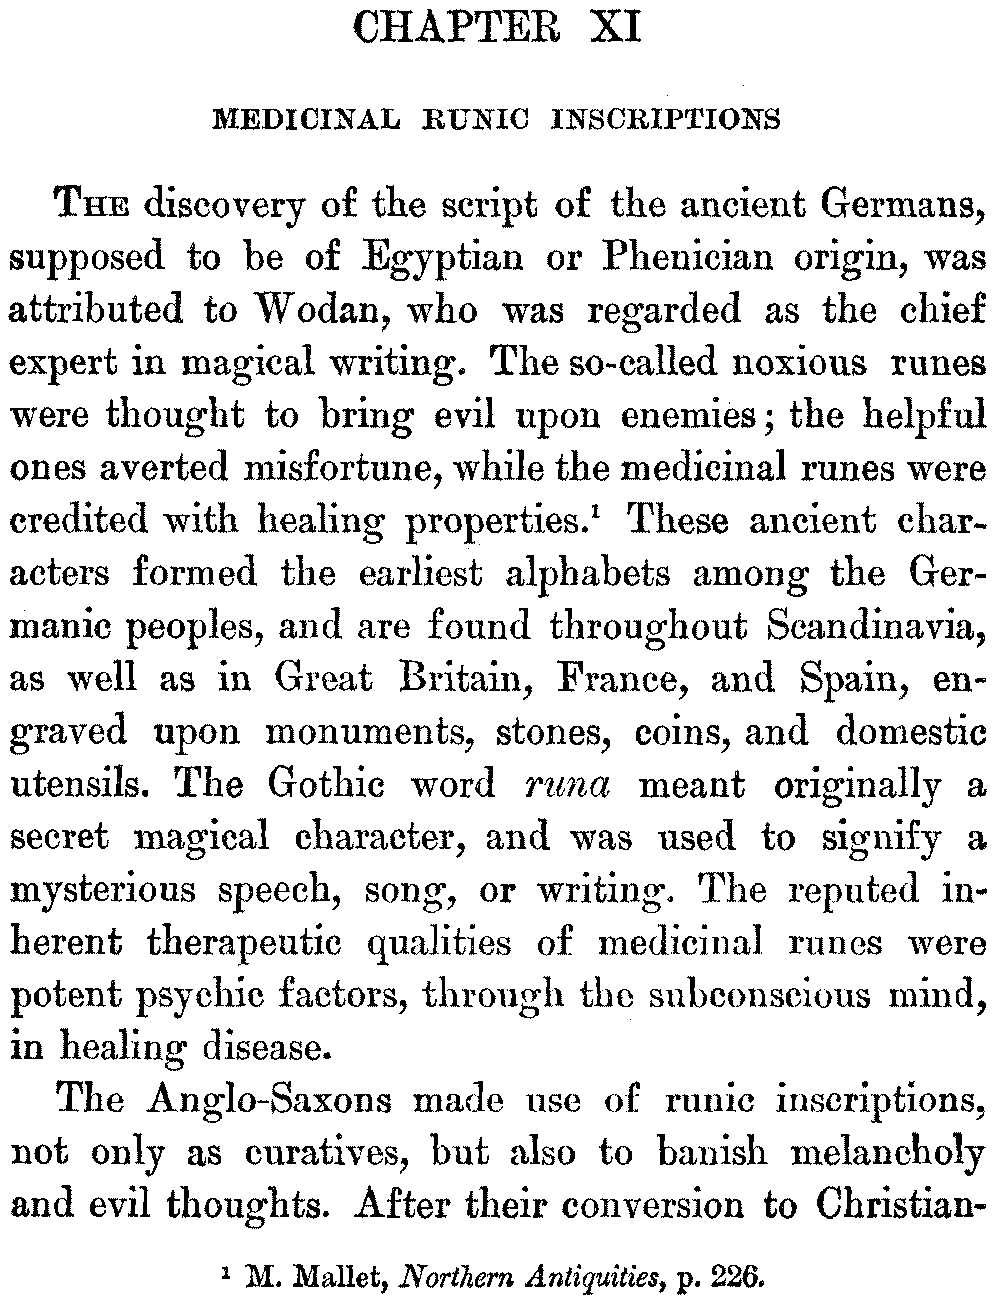 CHAPTER XI
MEDICINAL RUNIC INSCRIPTIONS
THE discovery of the script of the ancient Germans,
supposed to be of Egyptian or Phenician origin, was
attributed to Wodan, who was regarded as the chief
expert in magical writing. The so-called noxious runes
were thought to bring evil upon enemies; the helpful
ones averted misfortune, while the medicinal runes were
credited with healing properties.¹ These ancient char-
acters formed the earliest alphabets among the Ger-
manic peoples, and are found throughout Scandinavia,
as well as in Great Britain, France, and Spain, en-
graved upon monuments, stones, coins, and domestic
utensils. The Gothic word runa meant originally a
secret magical character, and was used to signify a
mysterious speech, song, or writing. The reputed in-
herent therapeutic qualities of medicinal runes were
potent psychic factors, through the subconscious mind,
in healing disease.
The Anglo-Saxons made use of runic inscriptions,
not only as curatives, but also to banish melancholy
and evil thoughts. After their conversion to Christian-
¹ M. Mallet, Northern Antiquities, p. 226.